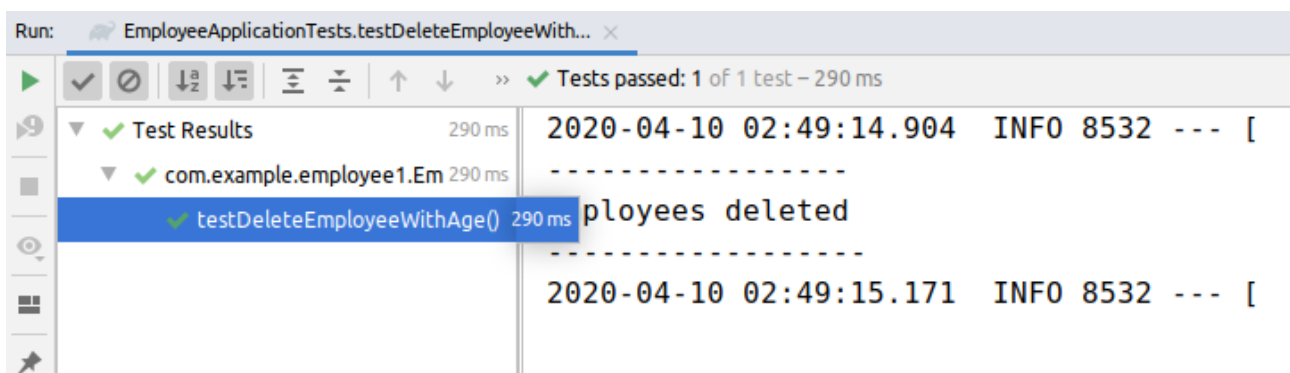 Run: EmployeeApplicationTests.testDeleteEmployeeWith...
Tests passed: 1 of 1 test – 290 ms
Test Results 290 ms
com.example.employee1.Em 290 ms
testDeleteEmployeeWithAge() 290 ms
2020-04-10 02:49:14.904 INFO 8532 --- [
-----------------
ployees deleted
------------------
2020-04-10 02:49:15.171 INFO 8532 --- [